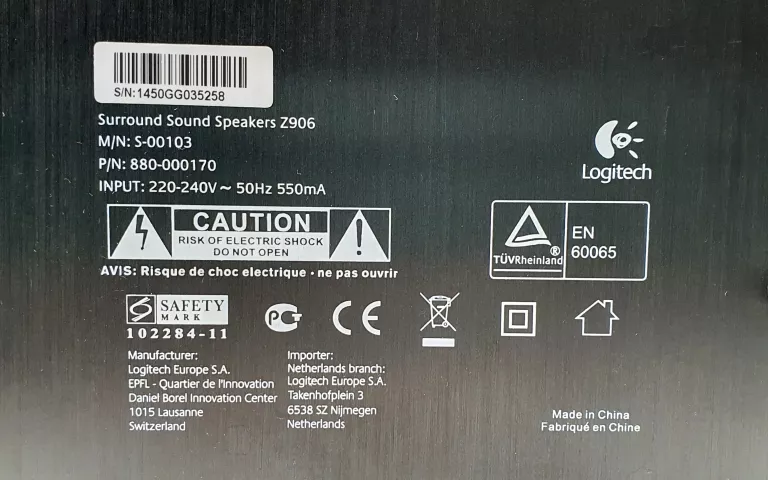 S/N:1450GG035258
Surround Sound Speakers Z906
M/N: S-00103
P/N: 880-000170
INPUT: 220-240V ~ 50Hz 550mA
Logitech
CAUTION
RISK OF ELECTRIC SHOCK
DO NOT OPEN
AVIS: Risque de choc electrique · ne pas ouvrir
TÜVRheinland ®
EN
60065
SAFETY
MARK
102284-11
PCT
CE
Manufacturer:
Logitech Europe S.A.
EPFL - Quartier de l'Innovation
Daniel Borel Innovation Center
1015 Lausanne
Switzerland
Importer:
Netherlands branch:
Logitech Europe S.A.
Takenhofplein 3
6538 SZ Nijmegen
Netherlands
Made in China
Fabriqué en Chine